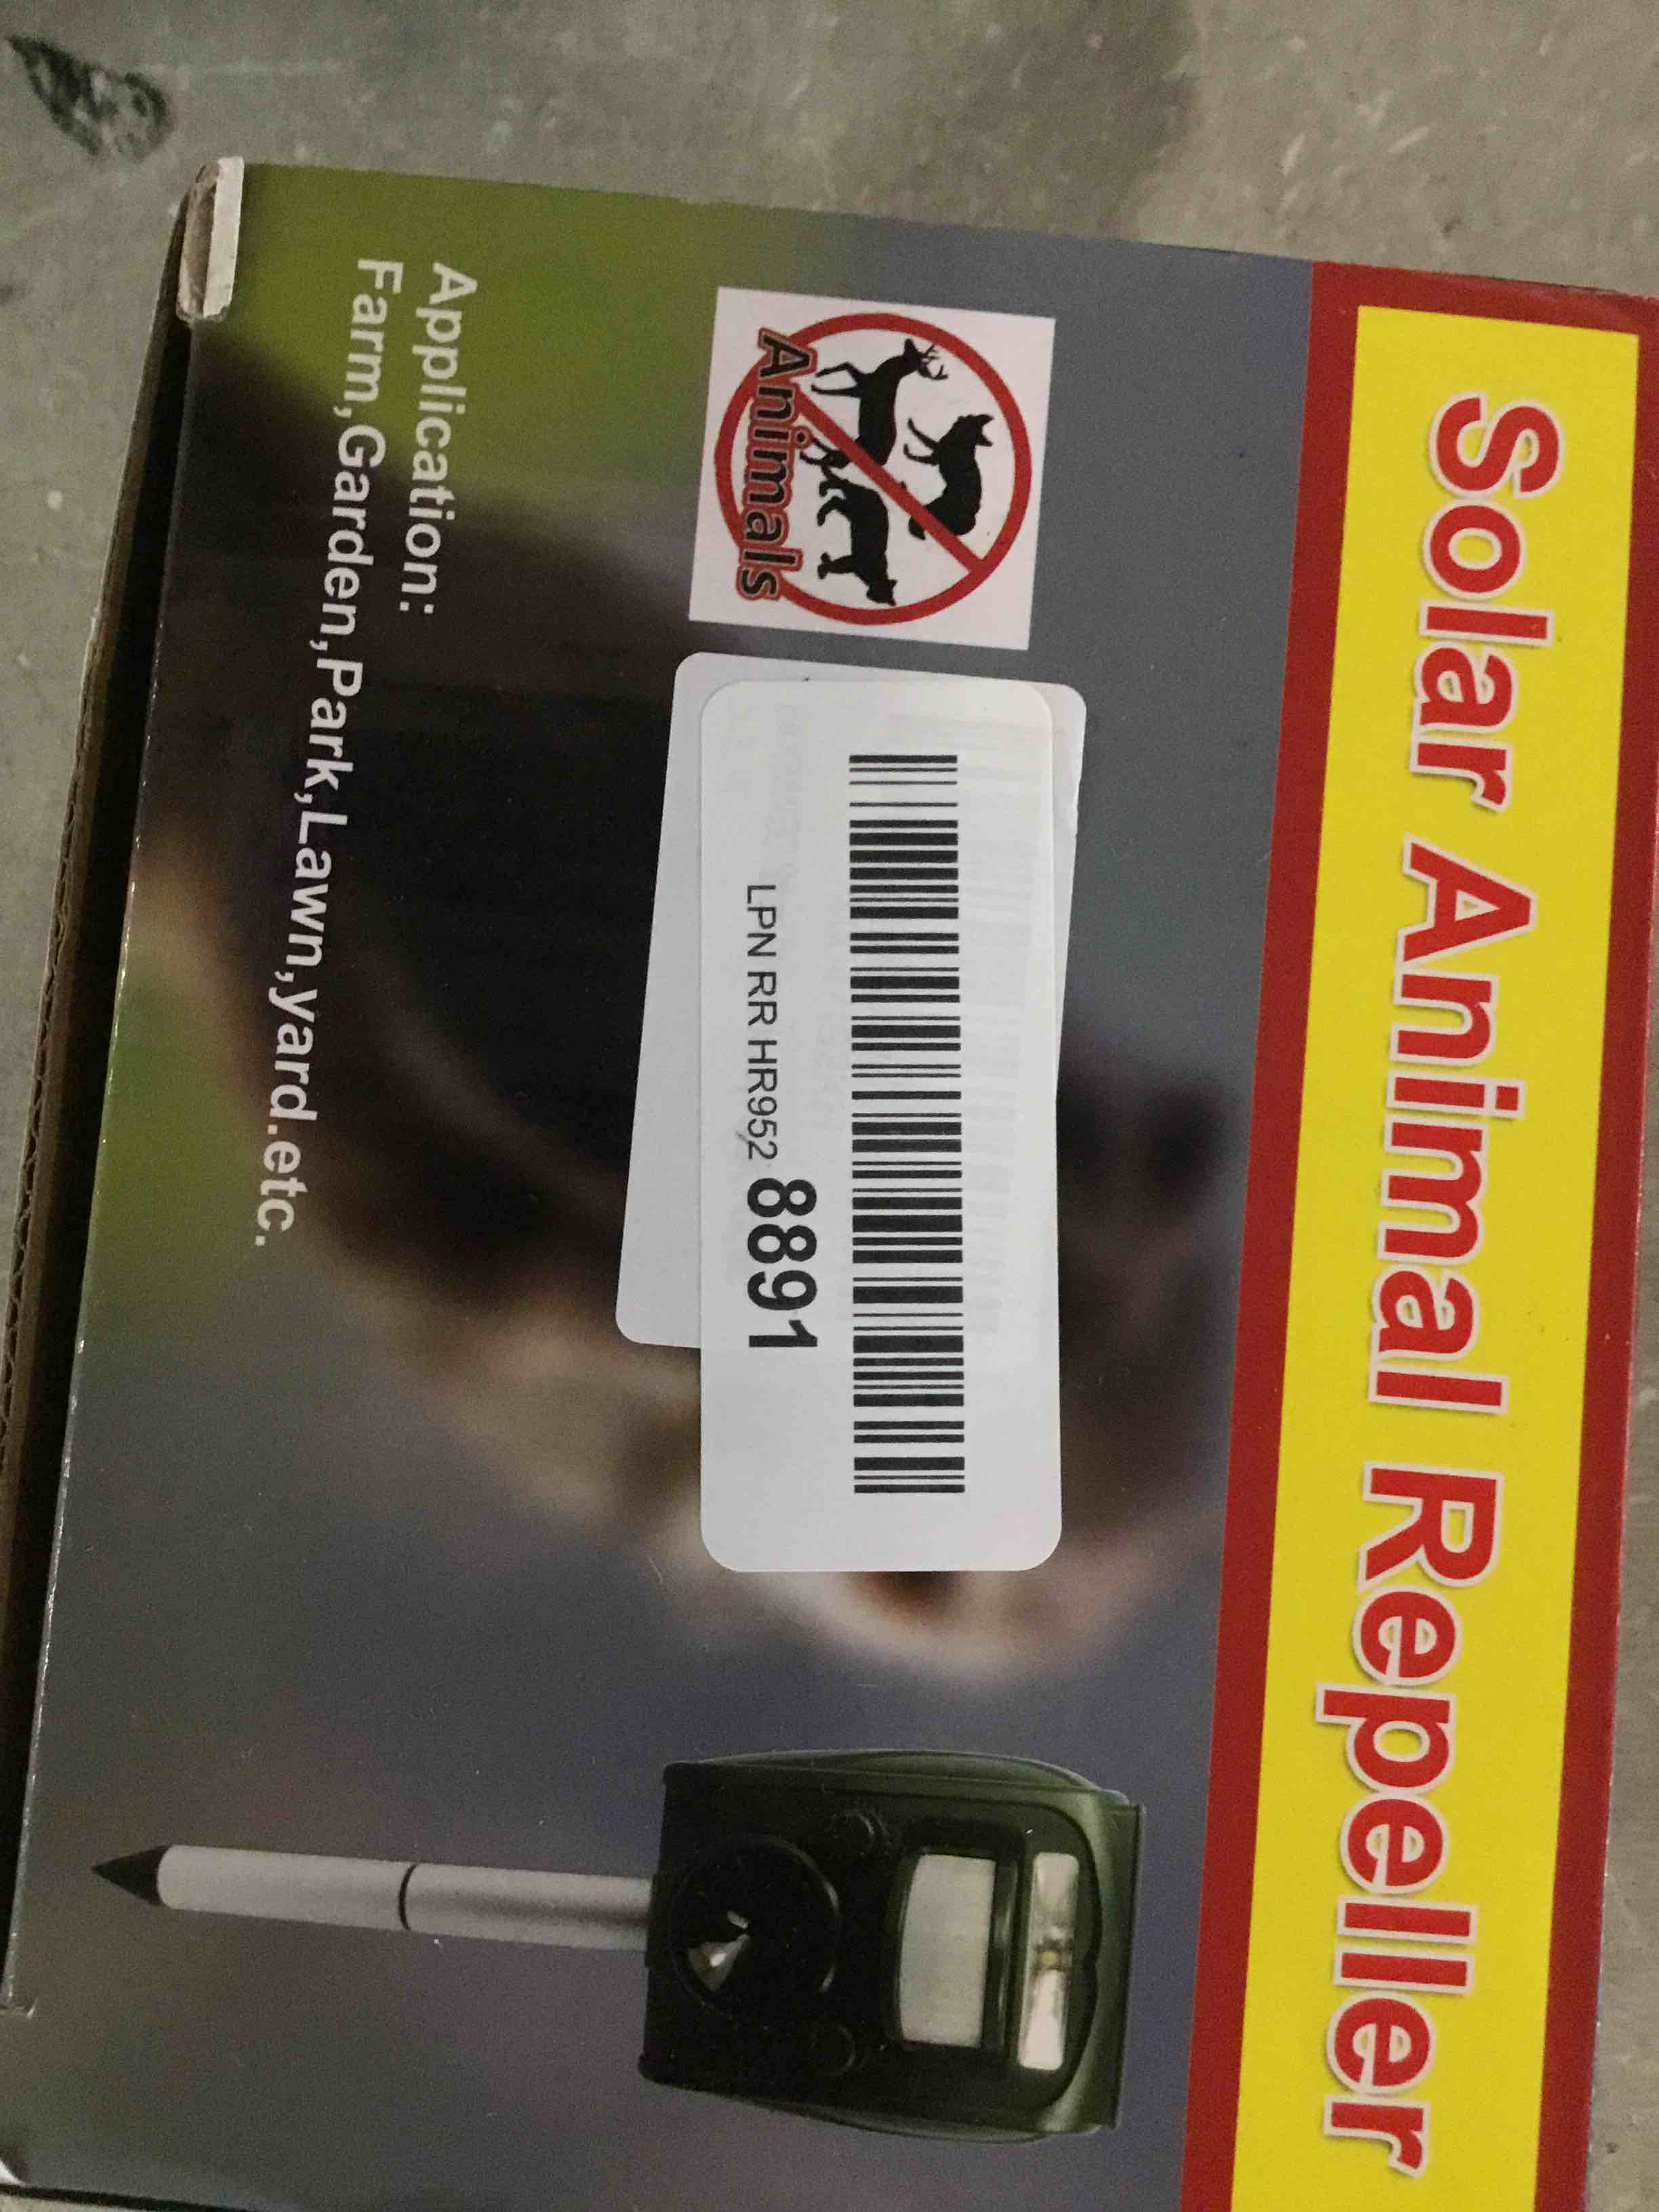 Solar Animal Repeller
Animals
LPN RR HR952 8891
Application:
Farm,Garden,Park,Lawn,yard.etc.